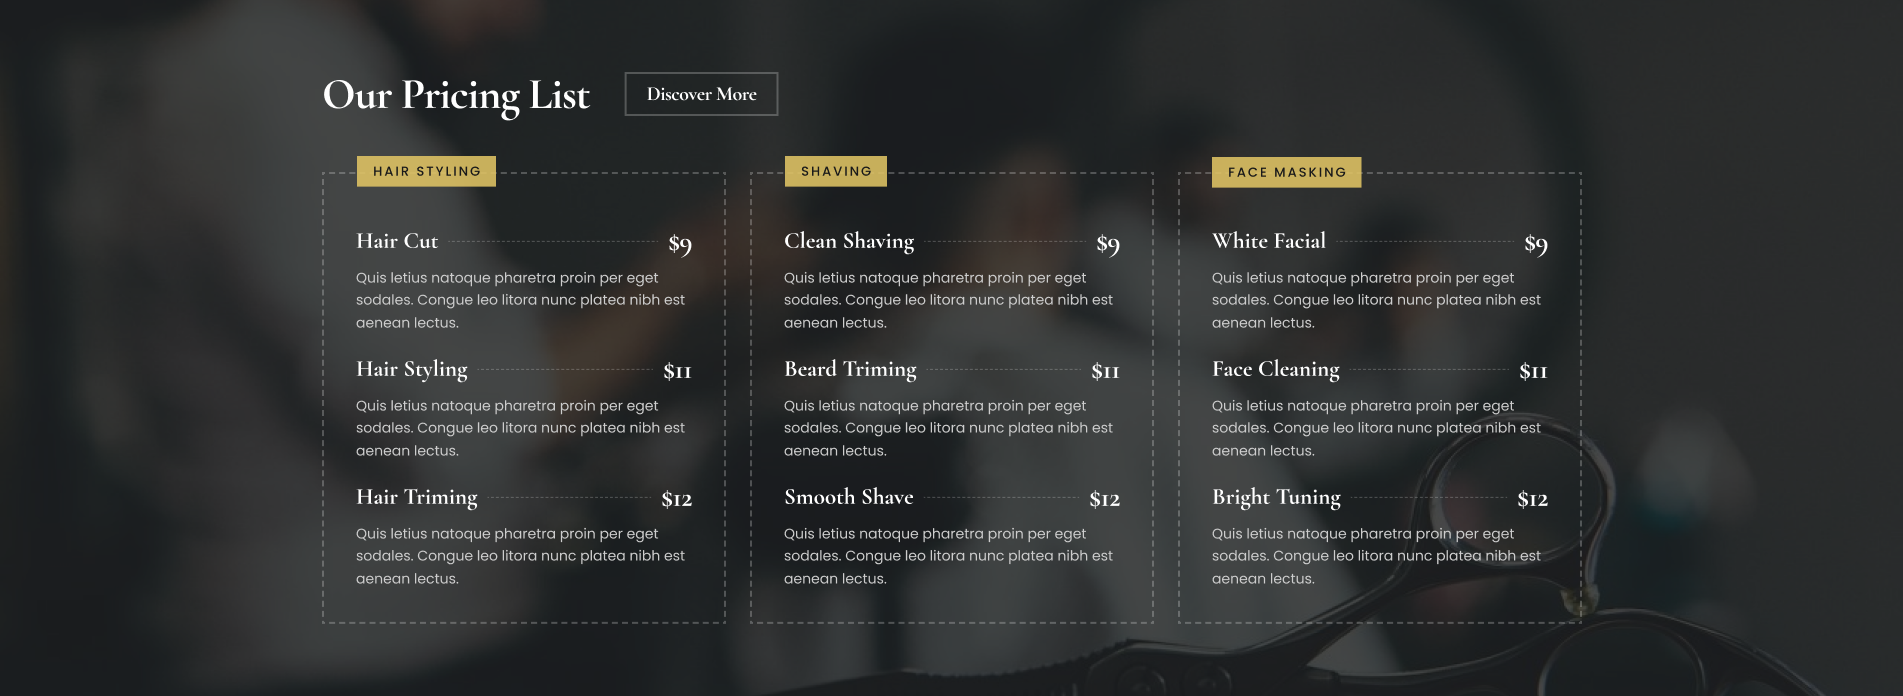 Our Pricing List
Discover More
HAIR STYLING
Hair Cut $9
Quis letius natoque pharetra proin per eget
sodales. Congue leo litora nunc platea nibh est
aenean lectus.
Hair Styling $11
Quis letius natoque pharetra proin per eget
sodales. Congue leo litora nunc platea nibh est
aenean lectus.
Hair Triming $12
Quis letius natoque pharetra proin per eget
sodales. Congue leo litora nunc platea nibh est
aenean lectus.
SHAVING
Clean Shaving $9
Quis letius natoque pharetra proin per eget
sodales. Congue leo litora nunc platea nibh est
aenean lectus.
Beard Triming $11
Quis letius natoque pharetra proin per eget
sodales. Congue leo litora nunc platea nibh est
aenean lectus.
Smooth Shave $12
Quis letius natoque pharetra proin per eget
sodales. Congue leo litora nunc platea nibh est
aenean lectus.
FACE MASKING
White Facial $9
Quis letius natoque pharetra proin per eget
sodales. Congue leo litora nunc platea nibh est
aenean lectus.
Face Cleaning $11
Quis letius natoque pharetra proin per eget
sodales. Congue leo litora nunc platea nibh est
aenean lectus.
Bright Tuning $12
Quis letius natoque pharetra proin per eget
sodales. Congue leo litora nunc platea nibh est
aenean lectus.